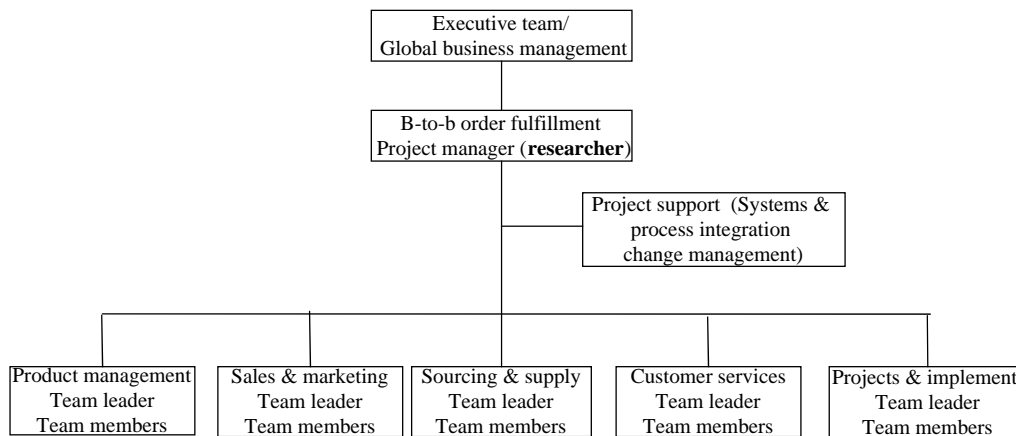 Executive team/
Global business management
B-to-b order fulfillment
Project manager (researcher)
Project support (Systems &
process integration
change management)
Product management
Team leader
Team members
Sales & marketing
Team leader
Team members
Sourcing & supply
Team leader
Team members
Customer services
Team leader
Team members
Projects & implement
Team leader
Team members